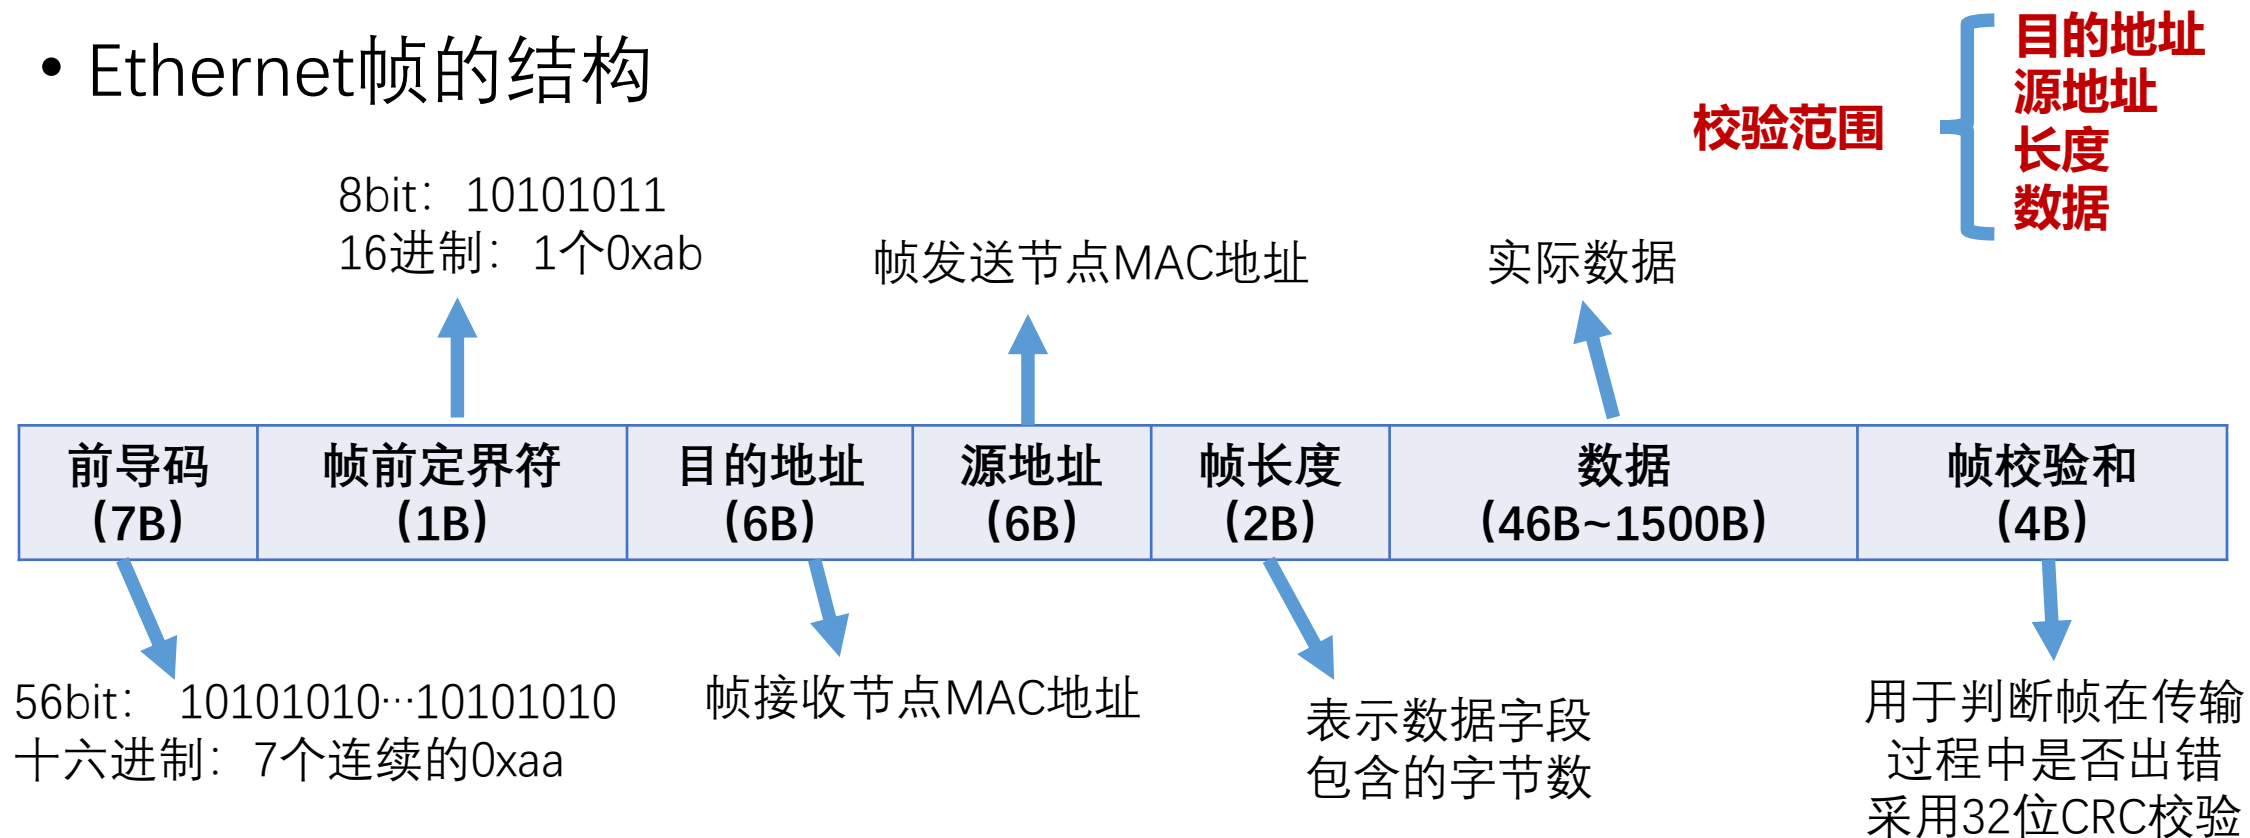 • Ethernet帧的结构
校验范围
目的地址
源地址
长度
数据
8bit：10101011
16进制：1个0xab
帧发送节点MAC地址
实际数据
前导码
(7B)
帧前定界符
(1B)
目的地址
(6B)
源地址
(6B)
帧长度
(2B)
数据
(46B~1500B)
帧校验和
(4B)
56bit： 10101010…10101010
十六进制：7个连续的0xaa
帧接收节点MAC地址
表示数据字段
包含的字节数
用于判断帧在传输
过程中是否出错
采用32位CRC校验